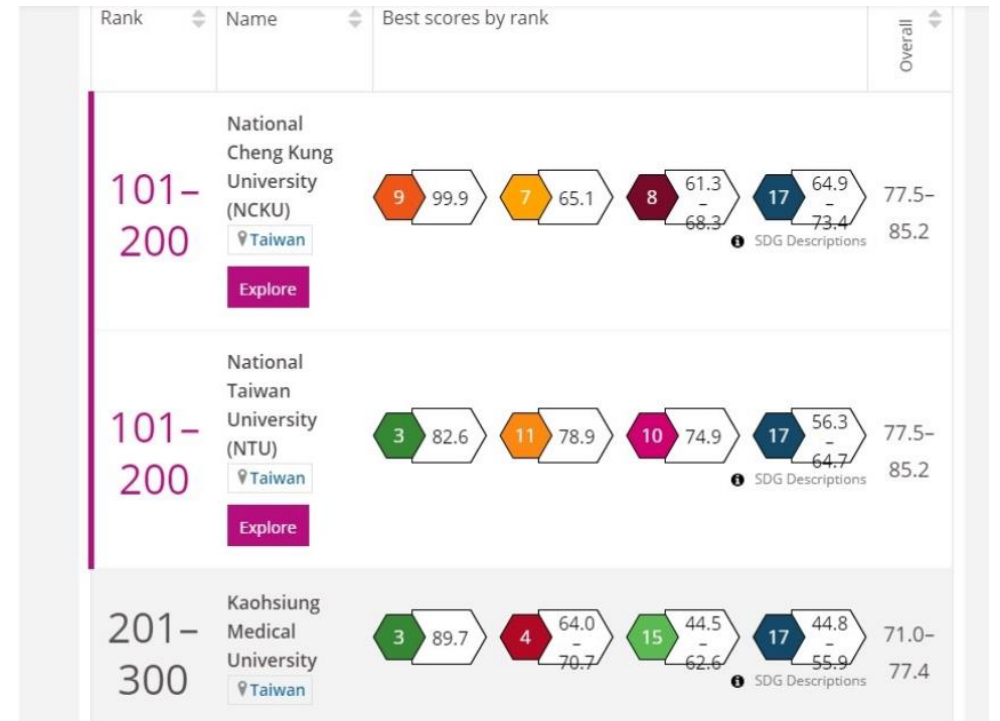 Rank Name Best scores by rank Overall
National
Cheng Kung
University
(NCKU)
Taiwan
Explore
101–
200
9 99.9 7 65.1 8 61.3
–
68.3 17 64.9
–
73.4
SDG Descriptions
77.5–
85.2
National
Taiwan
University
(NTU)
Taiwan
Explore
101–
200
3 82.6 11 78.9 10 74.9 17 56.3
–
64.7
SDG Descriptions
77.5–
85.2
Kaohsiung
Medical
University
Taiwan
201–
300
3 89.7 4 64.0
–
70.7 15 44.5
–
62.6 17 44.8
–
55.9
SDG Descriptions
71.0–
77.4